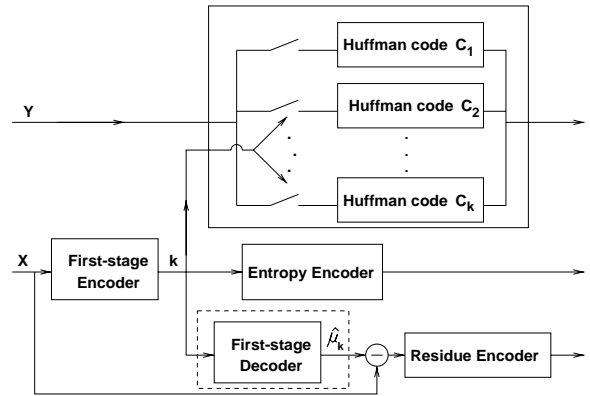 Huffman code C1
Y
Huffman code C2
Huffman code Ck
X
First-stage
Encoder
k
Entropy Encoder
First-stage
Decoder
μ̂k
Residue Encoder